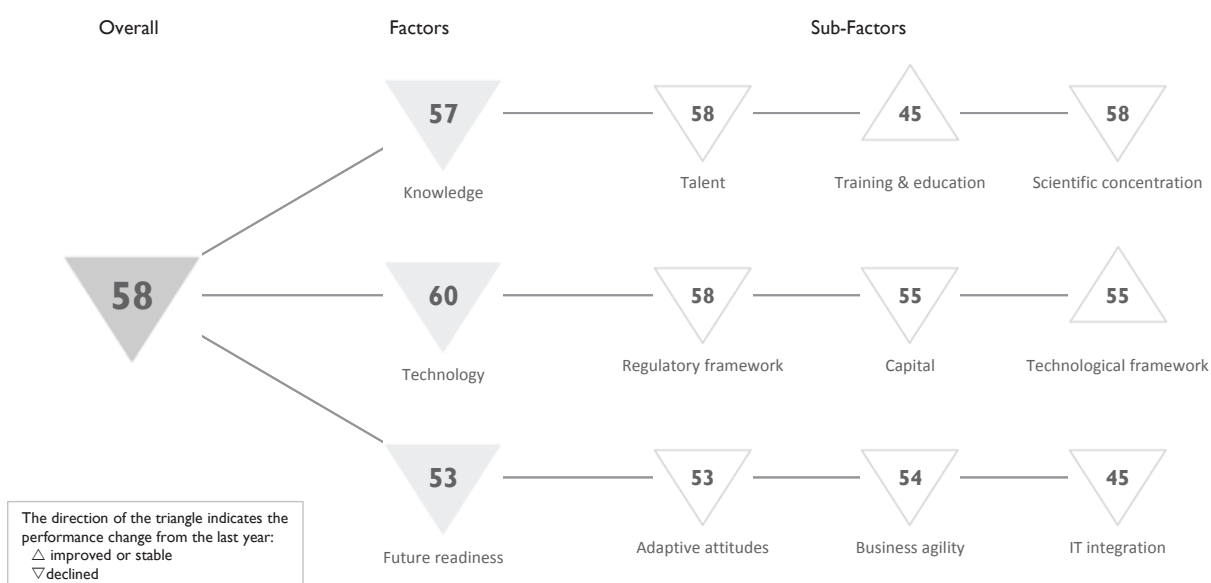 Overall Factors Sub-Factors
57 58 45 58
Knowledge Talent Training & education Scientific concentration
58 60 58 55 55
Technology Regulatory framework Capital Technological framework
53 53 54 45
Future readiness Adaptive attitudes Business agility IT integration
The direction of the triangle indicates the
performance change from the last year:
△ improved or stable
▽ declined